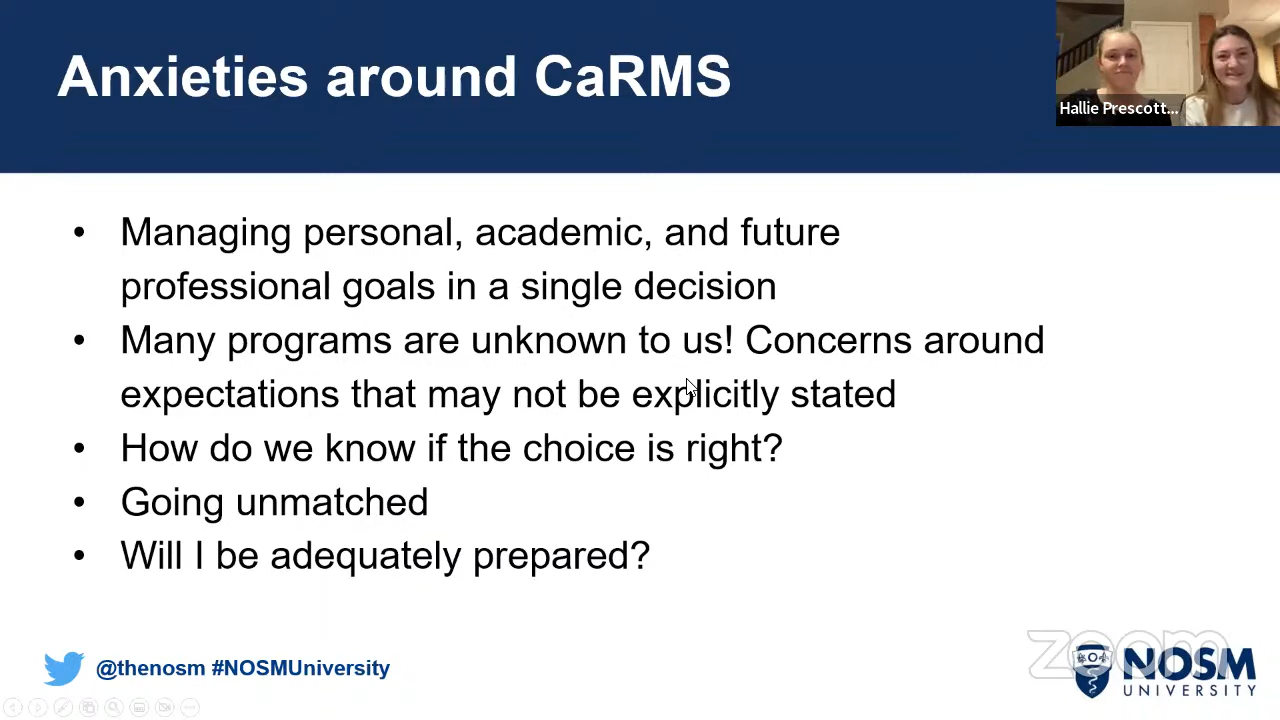 Anxieties around CaRMS
Hallie Prescott...
• Managing personal, academic, and future
professional goals in a single decision
• Many programs are unknown to us! Concerns around
expectations that may not be explicitly stated
• How do we know if the choice is right?
• Going unmatched
• Will I be adequately prepared?
@thenosm #NOSMUniversity
zoom
NOSM
UNIVERSITY